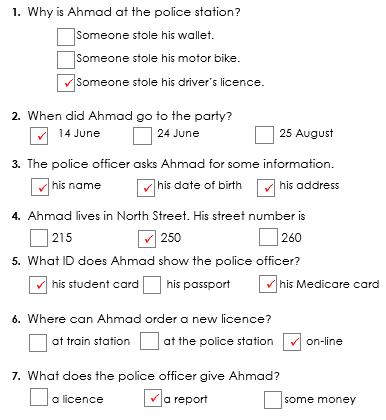 1. Why is Ahmad at the police station?
Someone stole his wallet.
Someone stole his motor bike.
Someone stole his driver's licence.
2. When did Ahmad go to the party?
14 June 24 June 25 August
3. The police officer asks Ahmad for some information.
his name his date of birth his address
4. Ahmad lives in North Street. His street number is
215 250 260
5. What ID does Ahmad show the police officer?
his student card his passport his Medicare card
6. Where can Ahmad order a new licence?
at train station at the police station on-line
7. What does the police officer give Ahmad?
a licence a report some money